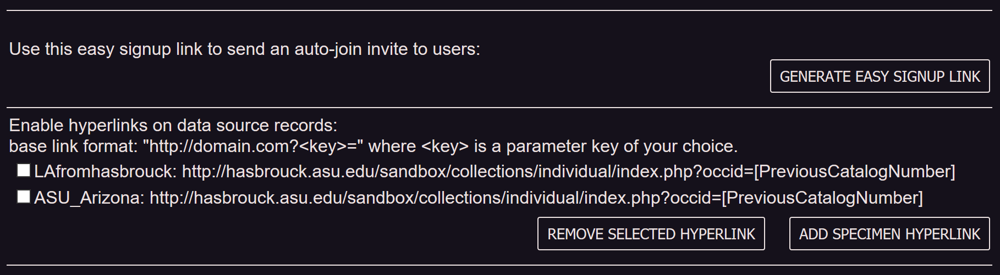 Use this easy signup link to send an auto-join invite to users:
GENERATE EASY SIGNUP LINK
Enable hyperlinks on data source records:
base link format: "http://domain.com?<key>=" where <key> is a parameter key of your choice.
LAfromhasbrouck: http://hasbrouck.asu.edu/sandbox/collections/individual/index.php?occid=[PreviousCatalogNumber]
ASU_Arizona: http://hasbrouck.asu.edu/sandbox/collections/individual/index.php?occid=[PreviousCatalogNumber]
REMOVE SELECTED HYPERLINK
ADD SPECIMEN HYPERLINK